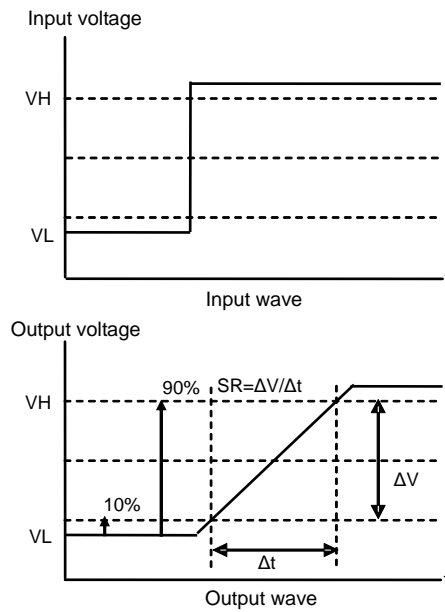 Input voltage
VH
VL
Input wave
Output voltage
90% SR=ΔV/Δt
VH
ΔV
10%
VL
Δt
Output wave